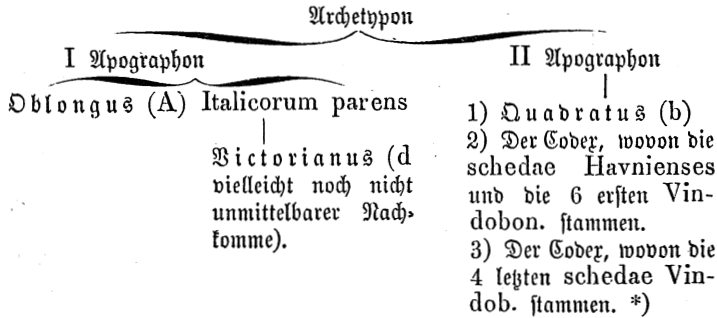 Archetypon
I Apographon
II Apographon
Oblongus (A) Italicorum parens
Victorianus (d
vielleicht noch nicht
unmittelbarer Nach-
komme).
1) Quadratus (b)
2) Der Codex, wovon die
schedae Havnienses
und die 6 ersten Vin-
dobon. stammen.
3) Der Codex, wovon die
4 letzten schedae Vin-
dob. stammen. *)